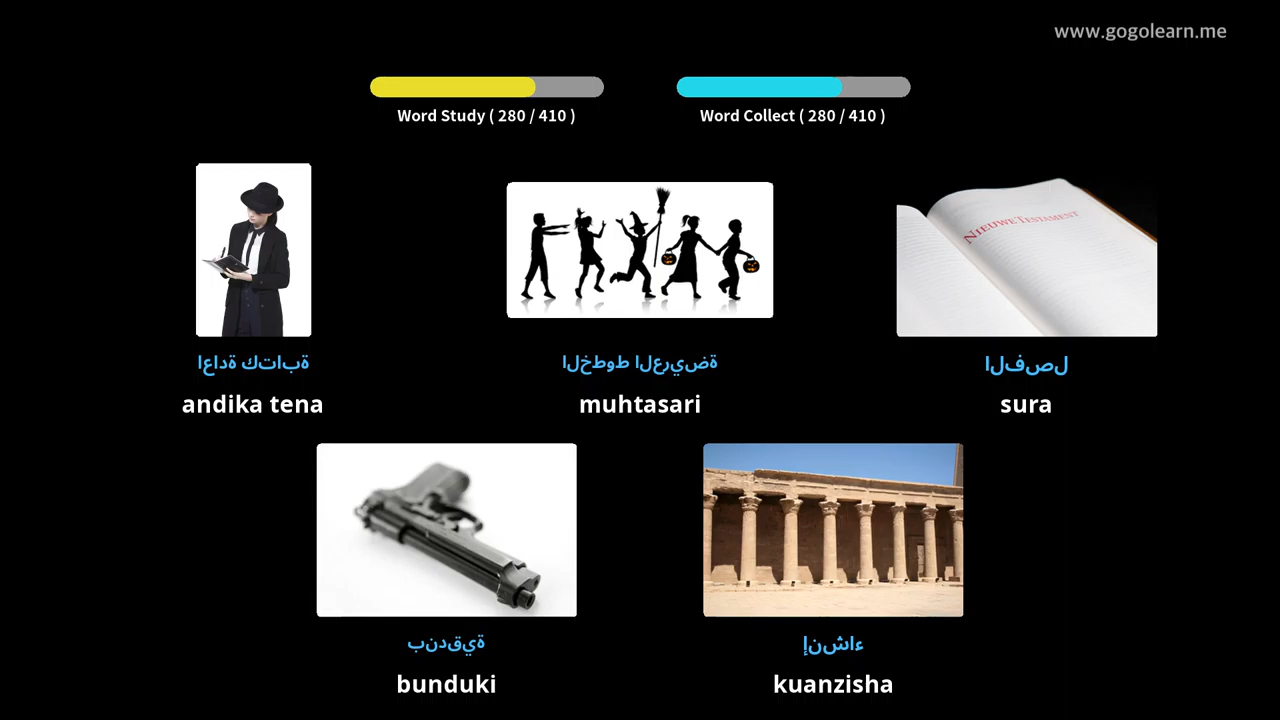 www.gogolearn.me
Word Study ( 280 / 410 )
Word Collect ( 280 / 410 )
اعادة كتابة
andika tena
الخطوط العريضة
muhtasari
الفصل
sura
NIEUWE TESTAMENT
بندقية
bunduki
إنشاء
kuanzisha